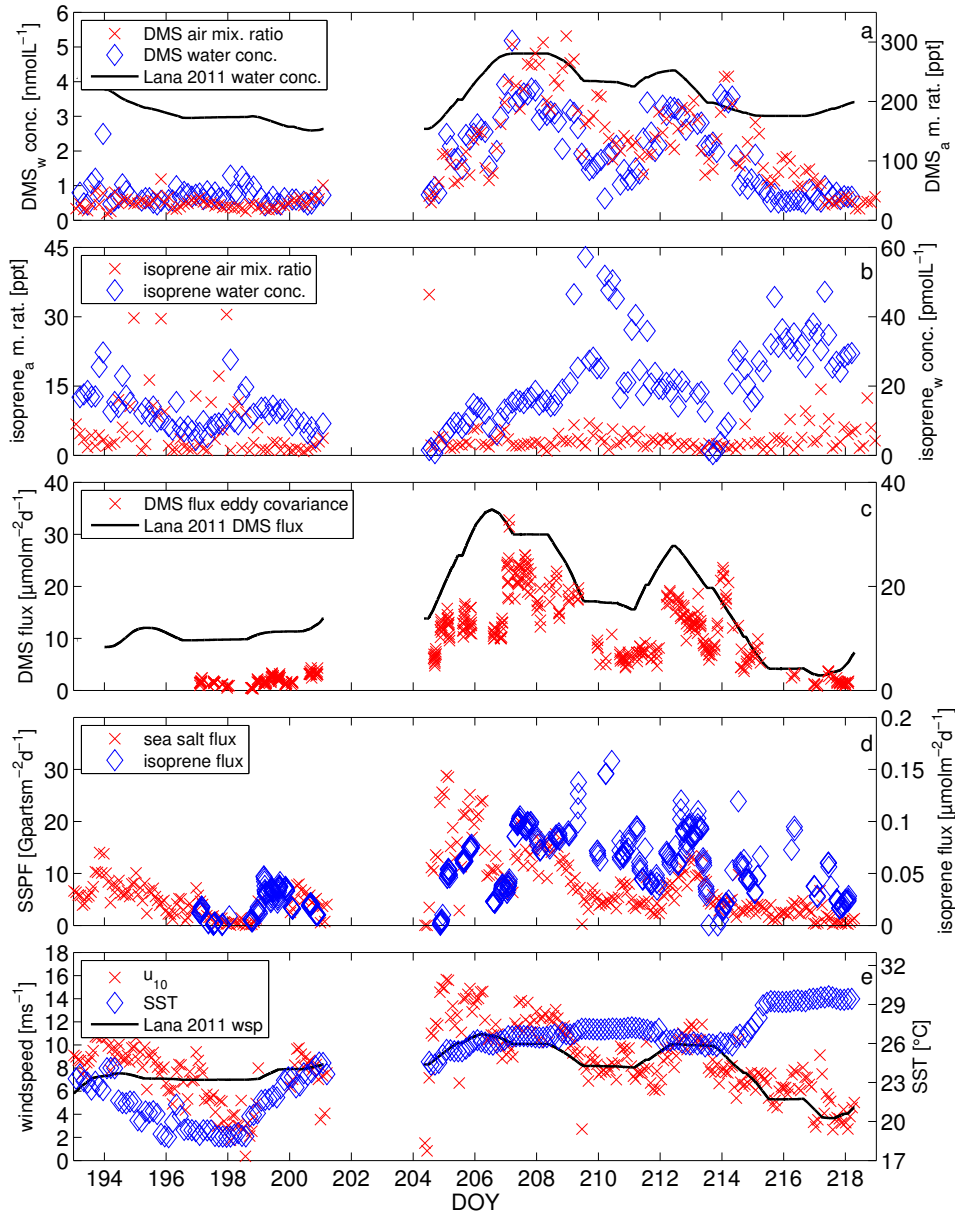 a
DMS air mix. ratio
DMS water conc.
Lana 2011 water conc.
DMSw conc. [nmolL−1]
6
5
4
3
2
1
0
DMSa m. rat. [ppt]
300
200
100
0
b
isoprene air mix. ratio
isoprene water conc.
isoprenea m. rat. [ppt]
45
30
15
0
isoprenew conc. [pmolL−1]
60
40
20
0
c
DMS flux eddy covariance
Lana 2011 DMS flux
DMS flux [µmolm−2d−1]
40
30
20
10
0
40
20
0
d
sea salt flux
isoprene flux
SSPF [Gpartsm−2d−1]
30
20
10
0
isoprene flux [µmolm−2d−1]
0.2
0.15
0.1
0.05
0
e
u10
SST
Lana 2011 wsp
windspeed [ms−1]
18
16
14
12
10
8
6
4
2
0
SST [°C]
32
29
26
23
20
17
194 196 198 200 202 204 206 208 210 212 214 216 218
DOY